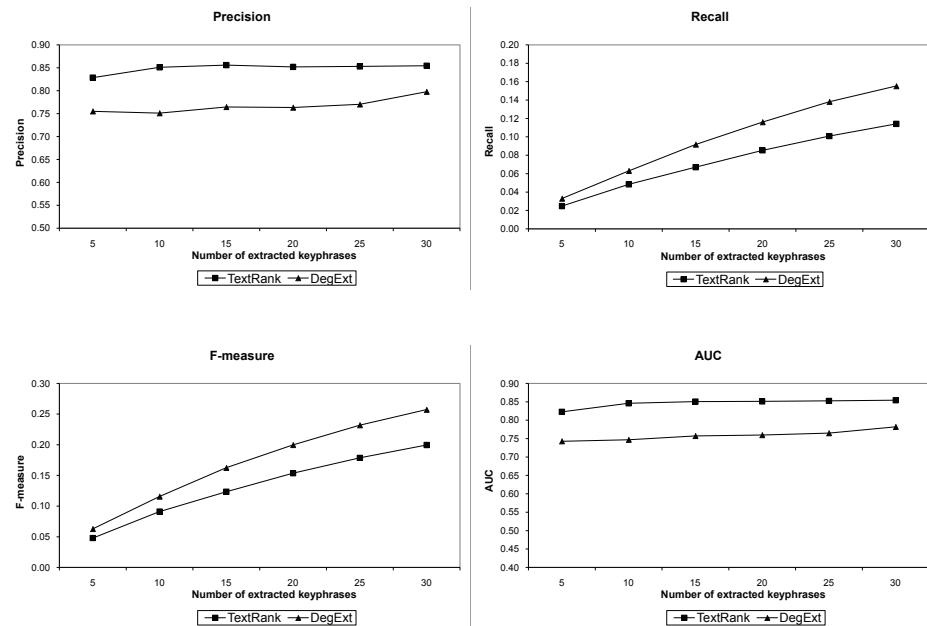 Precision
0.90
0.85
0.80
0.75
0.70
0.65
0.60
0.55
0.50
Precision
5 10 15 20 25 30
Number of extracted keyphrases
TextRank DegExt
Recall
0.20
0.18
0.16
0.14
0.12
0.10
0.08
0.06
0.04
0.02
0.00
Recall
5 10 15 20 25 30
Number of extracted keyphrases
TextRank DegExt
F-measure
0.30
0.25
0.20
0.15
0.10
0.05
0.00
F-measure
5 10 15 20 25 30
Number of extracted keyphrases
TextRank DegExt
AUC
0.90
0.85
0.80
0.75
0.70
0.65
0.60
0.55
0.50
0.45
0.40
AUC
5 10 15 20 25 30
Number of extracted keyphrases
TextRank DegExt